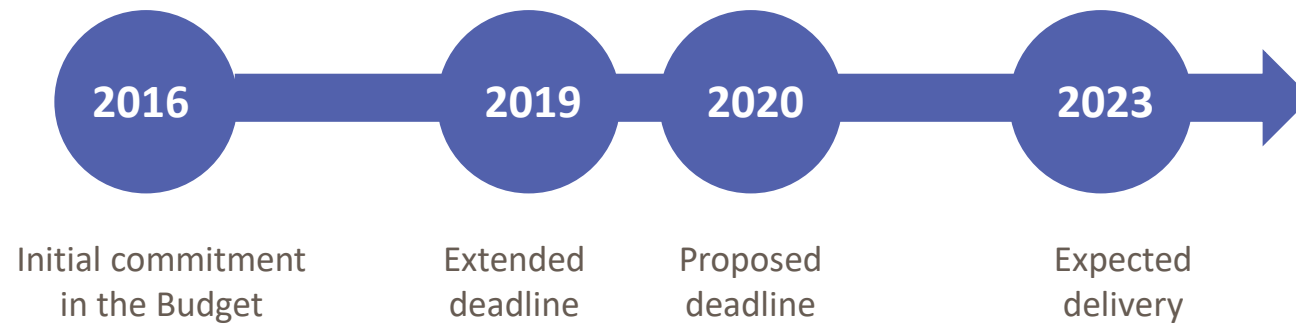 2016
2019
2020
2023
Initial commitment
in the Budget
Extended
deadline
Proposed
deadline
Expected
delivery